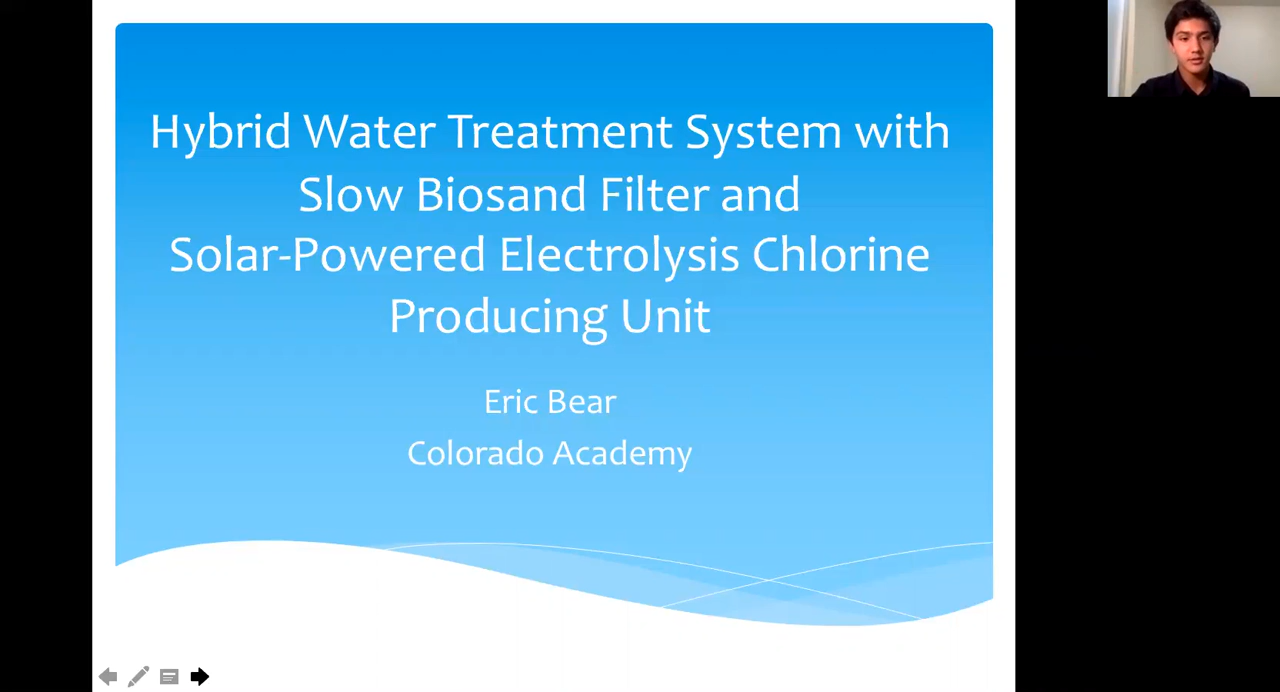 Hybrid Water Treatment System with
Slow Biosand Filter and
Solar-Powered Electrolysis Chlorine
Producing Unit
Eric Bear
Colorado Academy